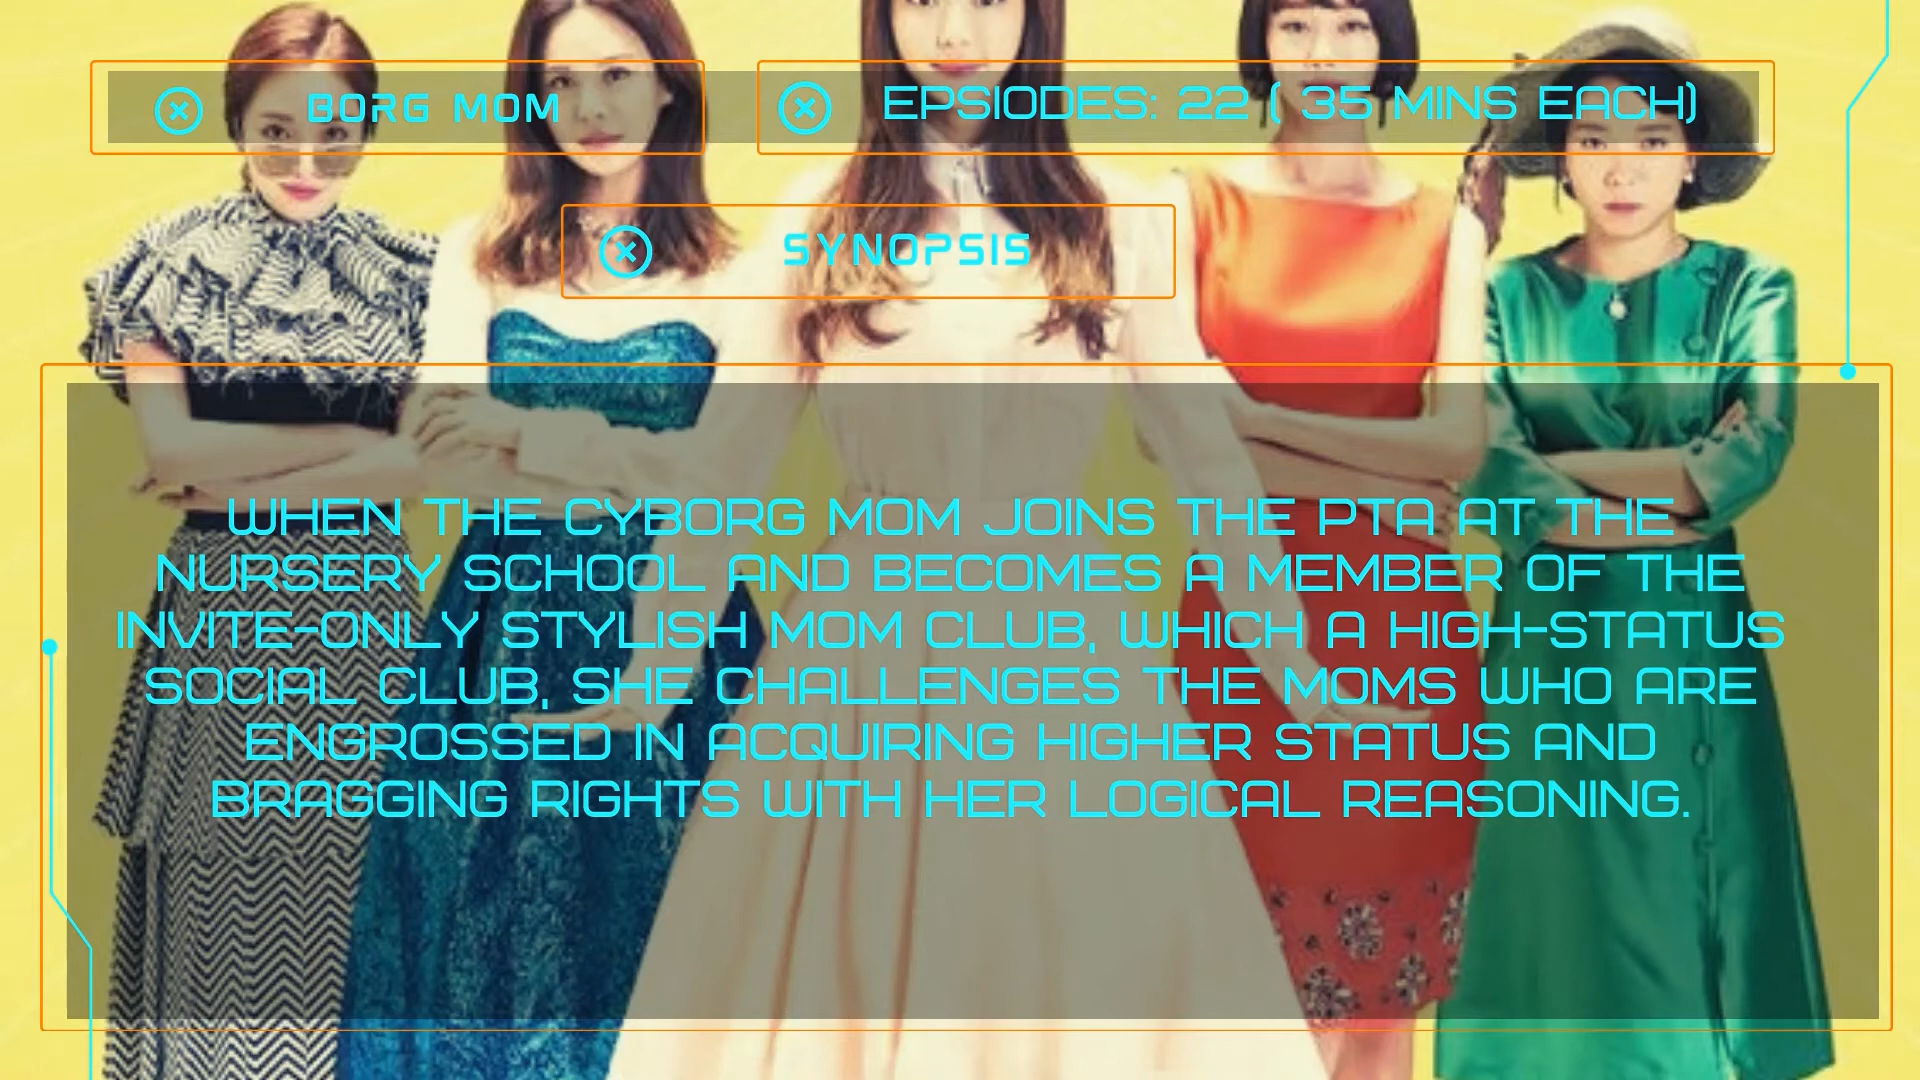 BORG MOM
EPSIODES: 22 ( 35 MINS EACH)
SYNOPSIS
WHEN THE CYBORG MOM JOINS THE PTA AT THE
NURSERY SCHOOL AND BECOMES A MEMBER OF THE
INVITE-ONLY STYLISH MOM CLUB, WHICH A HIGH-STATUS
SOCIAL CLUB, SHE CHALLENGES THE MOMS WHO ARE
ENGROSSED IN ACQUIRING HIGHER STATUS AND
BRAGGING RIGHTS WITH HER LOGICAL REASONING.